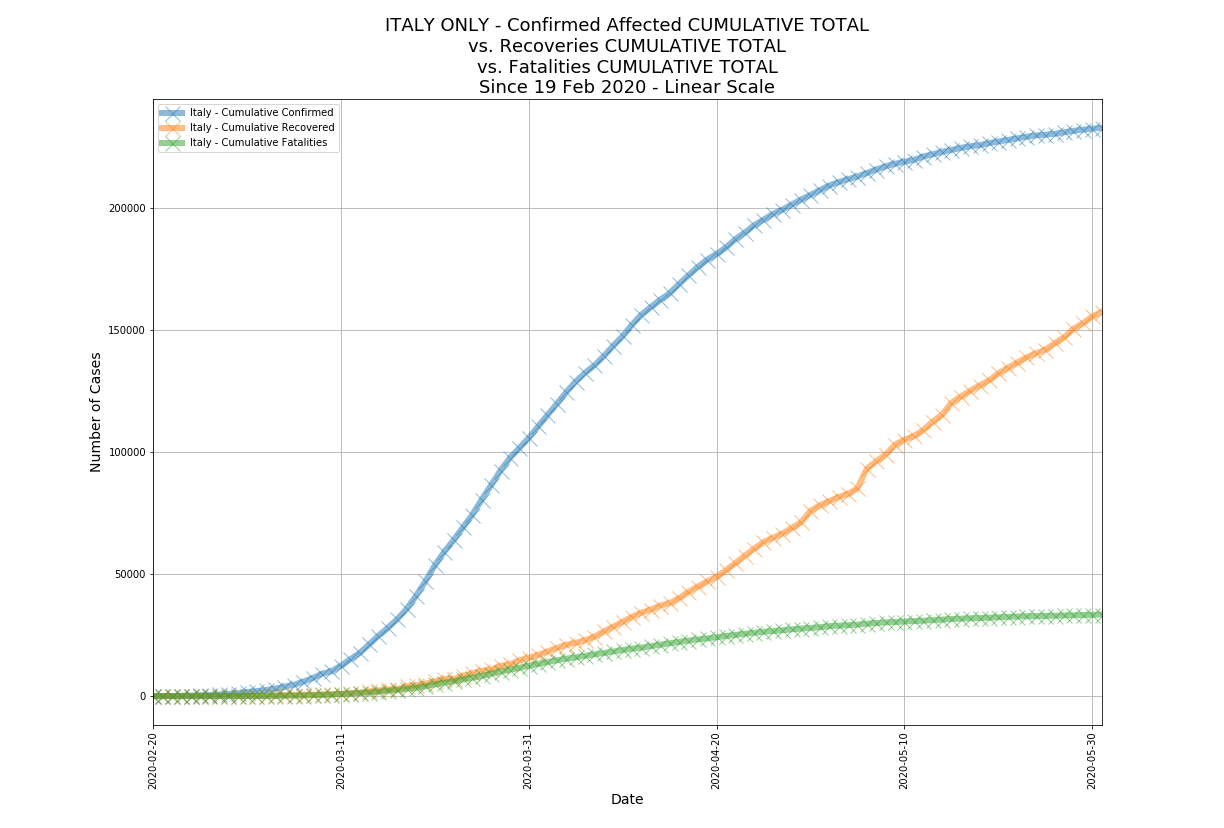 ITALY ONLY - Confirmed Affected CUMULATIVE TOTAL
vs. Recoveries CUMULATIVE TOTAL
vs. Fatalities CUMULATIVE TOTAL
Since 19 Feb 2020 - Linear Scale
Italy - Cumulative Confirmed
Italy - Cumulative Recovered
Italy - Cumulative Fatalities
Number of Cases
200000
150000
100000
50000
0
2020-02-20
2020-03-11
2020-03-31
2020-04-20
2020-05-10
2020-05-30
Date